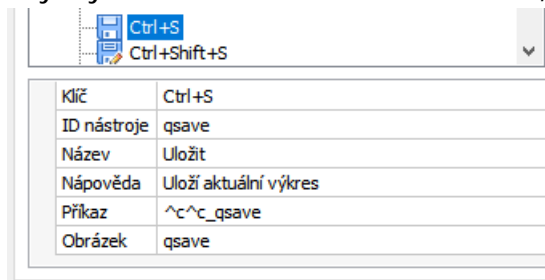 Ctrl+S
Ctrl+Shift+S
Klíč Ctrl+S
ID nástroje qsave
Název Uložit
Nápověda Uloží aktuální výkres
Příkaz ^c^c_qsave
Obrázek qsave